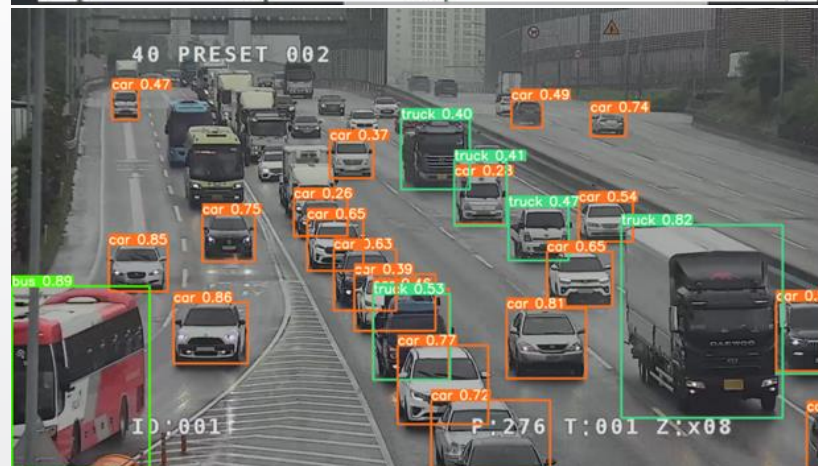 40 PRESET 002
car 0.47
car 0.49
car 0.74
truck 0.40
car 0.37
truck 0.41
car 0.28
car 0.26
truck 0.47
car 0.54
car 0.75
car 0.65
truck 0.82
car 0.85
car 0.63
car 0.65
bus 0.89
car 0.39
truck 0.53
car 0.86
car 0.81
DAEWOO
car 0.77
car 0.72
ID:001
P:276 T:001 Z:x08